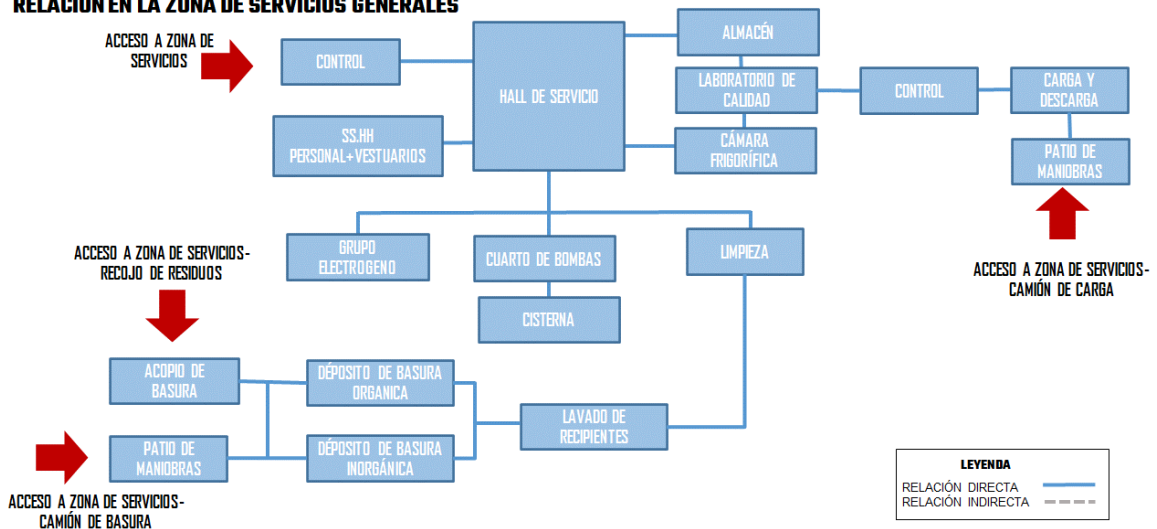 RELACIÓN EN LA ZONA DE SERVICIOS GENERALES
ACCESO A ZONA DE
SERVICIOS
CONTROL
HALL DE SERVICIO
ALMACÉN
LABORATORIO DE
CALIDAD
CONTROL
CARGA Y
DESCARGA
SS.HH
PERSONAL+VESTUARIOS
CÁMARA
FRIGORÍFICA
PATIO DE
MANIOBRAS
ACCESO A ZONA DE SERVICIOS-
RECOJO DE RESIDUOS
GRUPO
ELECTROGENO
CUARTO DE BOMBAS
LIMPIEZA
ACCESO A ZONA DE SERVICIOS-
CAMIÓN DE CARGA
CISTERNA
ACOPIO DE
BASURA
DÉPOSITO DE BASURA
ORGANICA
LAVADO DE
RECIPIENTES
PATIO DE
MANIOBRAS
DÉPOSITO DE BASURA
INORGÁNICA
ACCESO A ZONA DE SERVICIOS-
CAMIÓN DE BASURA
LEYENDA
RELACIÓN DIRECTA
RELACIÓN INDIRECTA